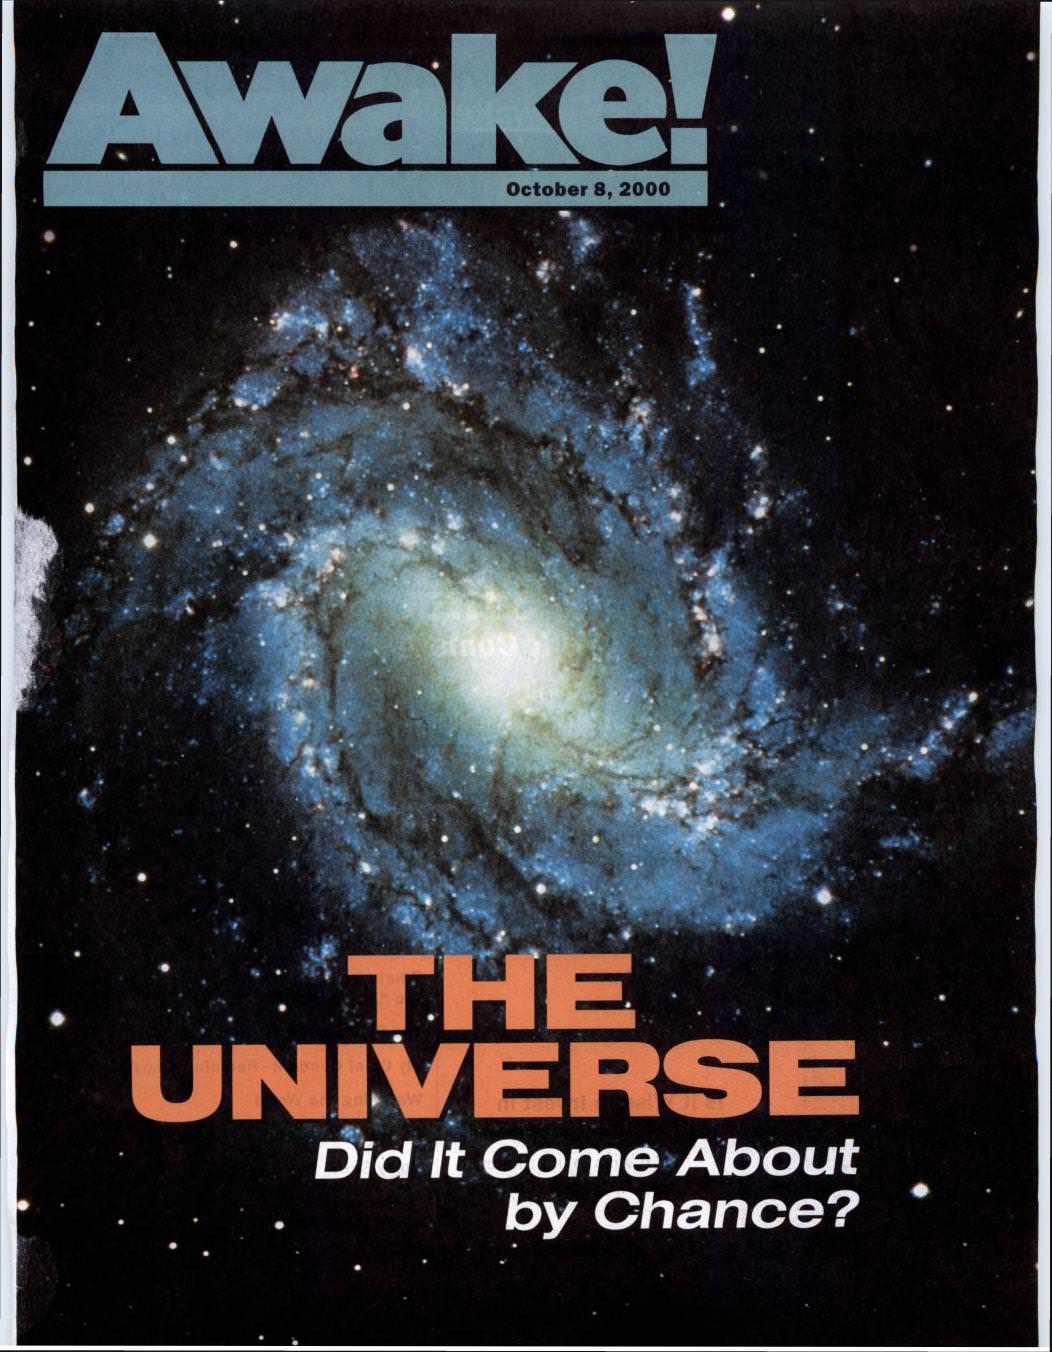 Awake!
October 8, 2000
THE
UNIVERSE
Did It Come About
by Chance?